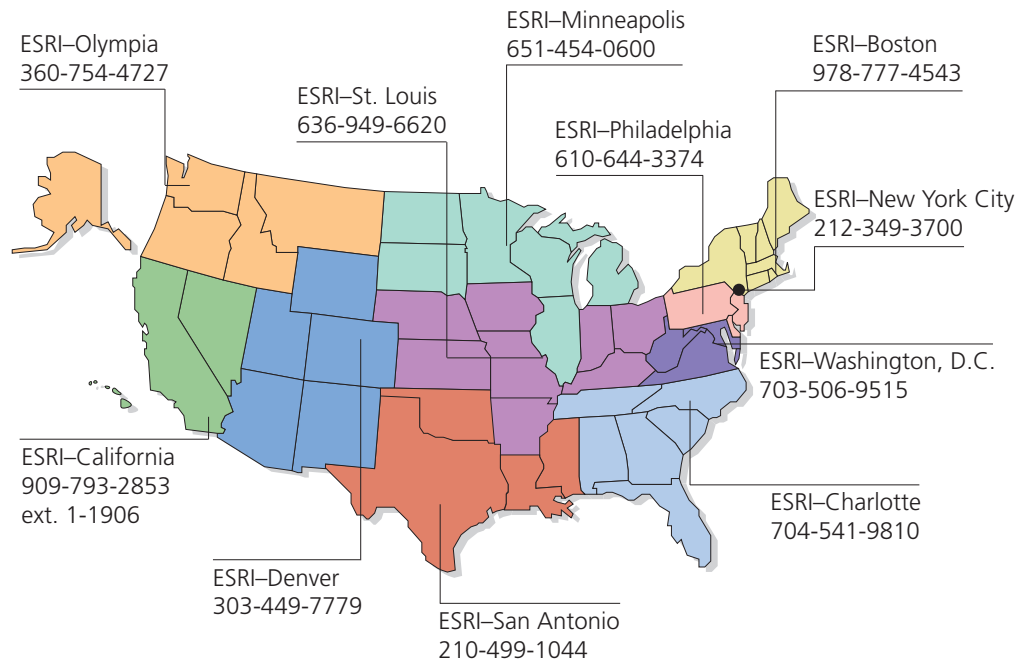 ESRI–Olympia
360-754-4727
ESRI–Minneapolis
651-454-0600
ESRI–Boston
978-777-4543
ESRI–St. Louis
636-949-6620
ESRI–Philadelphia
610-644-3374
ESRI–New York City
212-349-3700
ESRI–Washington, D.C.
703-506-9515
ESRI–California
909-793-2853
ext. 1-1906
ESRI–Charlotte
704-541-9810
ESRI–Denver
303-449-7779
ESRI–San Antonio
210-499-1044